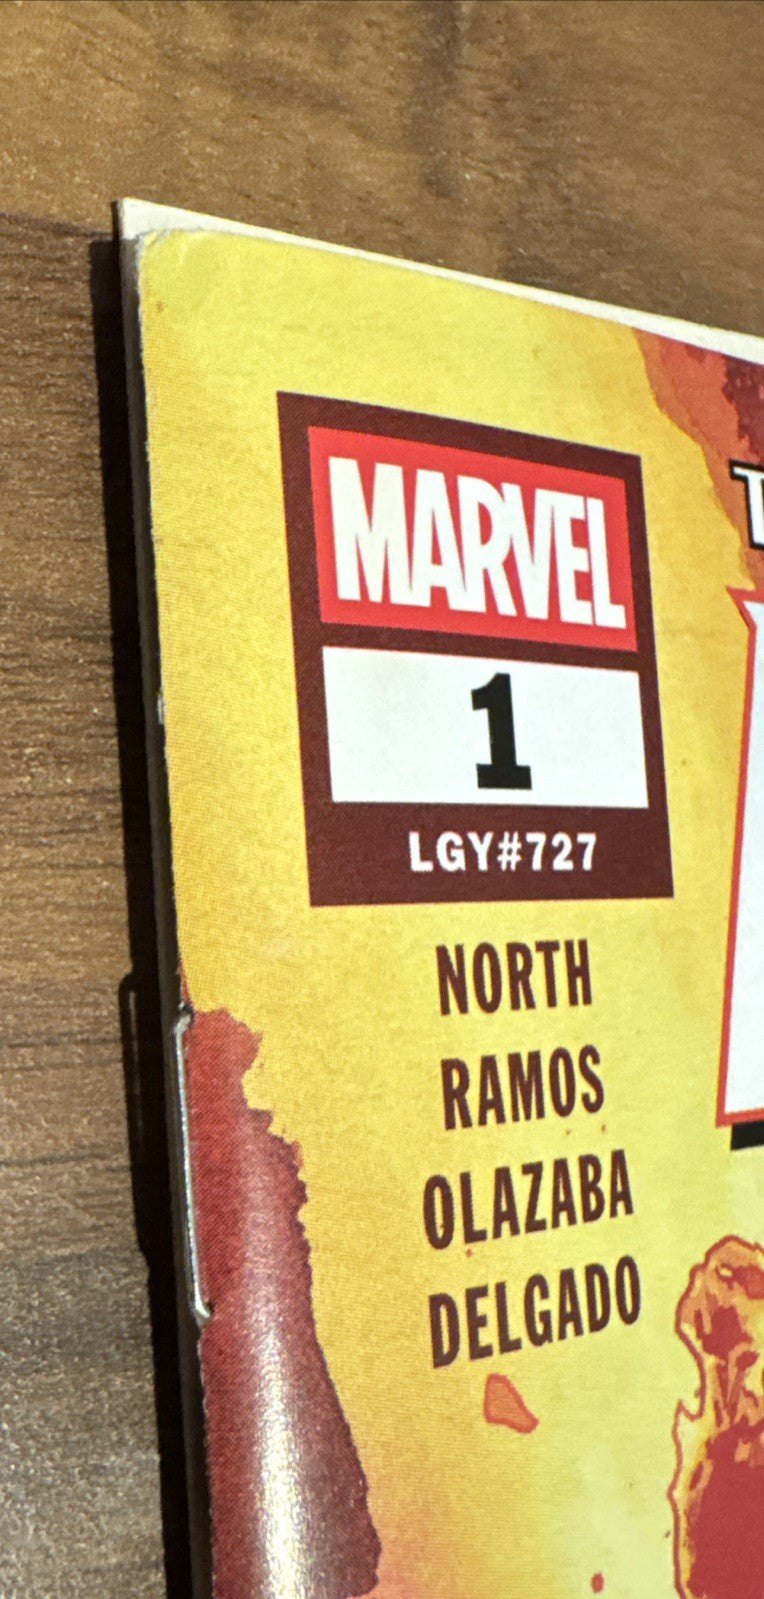 MARVEL
1
LGY#727
NORTH
RAMOS
OLAZABA
DELGADO